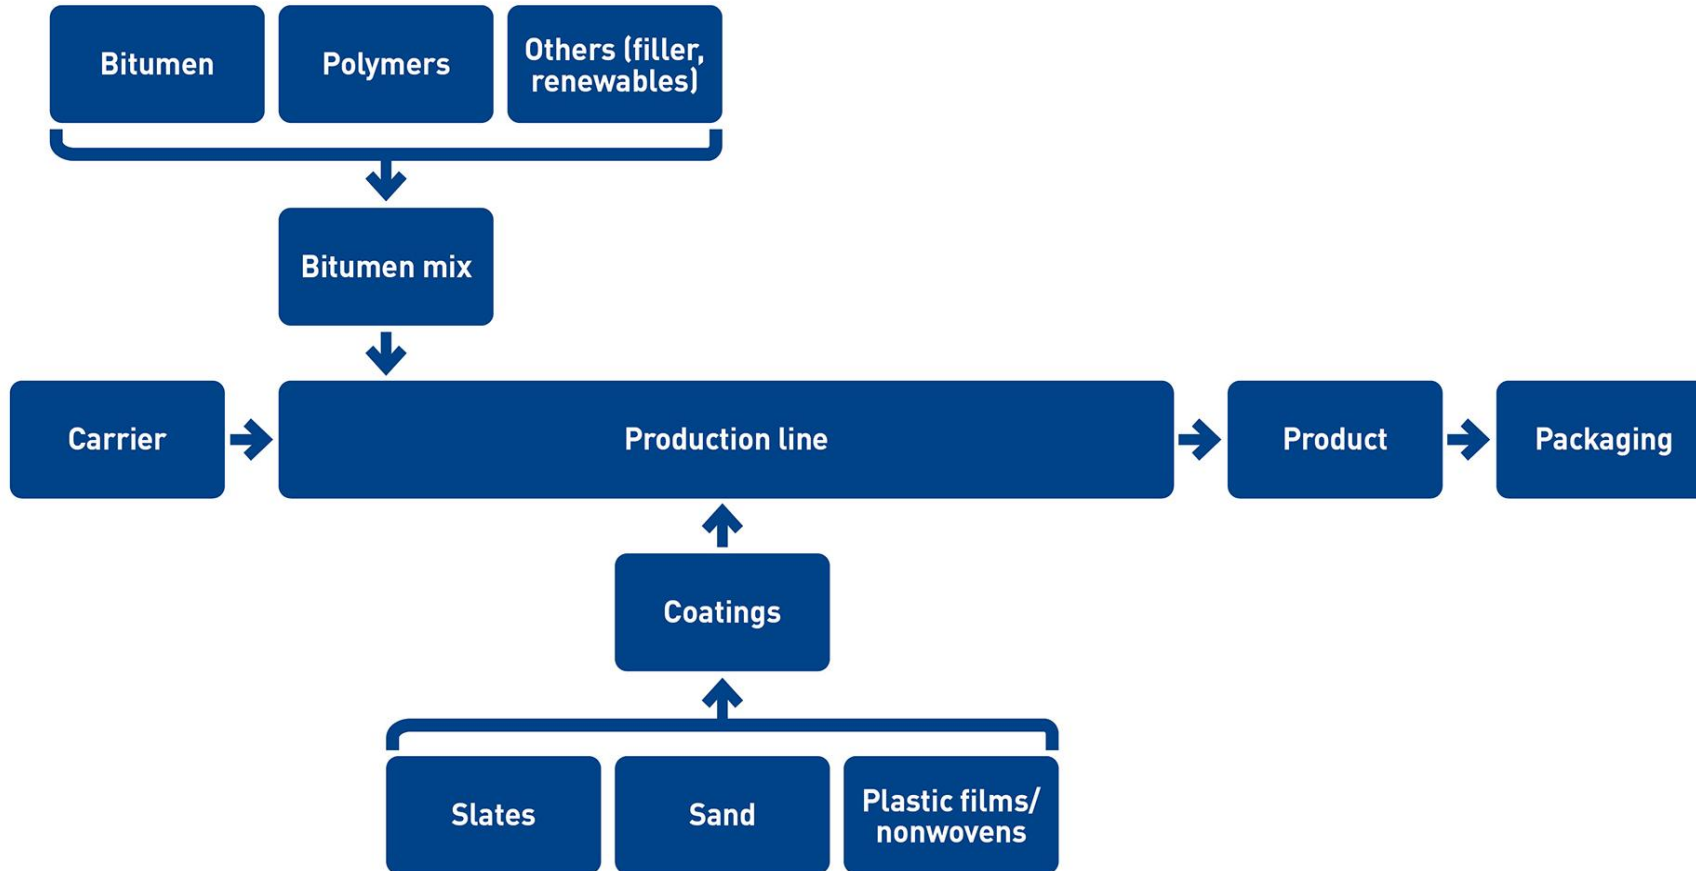 Bitumen
Polymers
Others (filler,
renewables)
Bitumen mix
Carrier
Production line
Product
Packaging
Coatings
Slates
Sand
Plastic films/
nonwovens